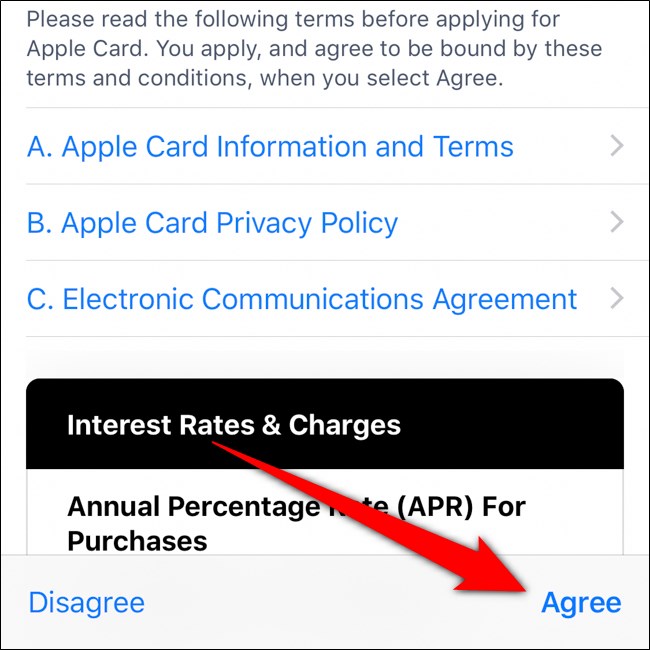 Please read the following terms before applying for
Apple Card. You apply, and agree to be bound by these
terms and conditions, when you select Agree.
A. Apple Card Information and Terms
B. Apple Card Privacy Policy
C. Electronic Communications Agreement
Interest Rates & Charges
Annual Percentage Rate (APR) For
Purchases
Disagree
Agree